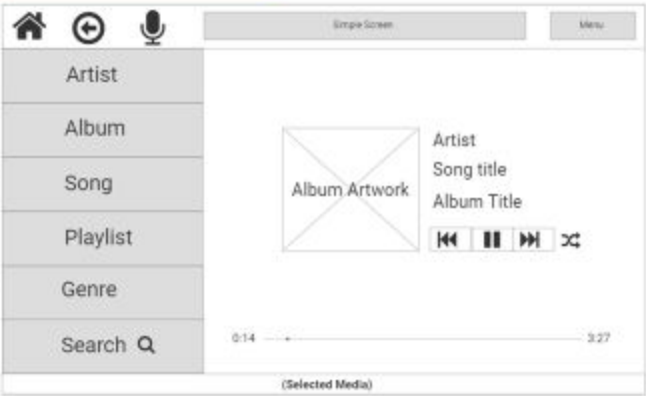 Simple Screen
Menu
Artist
Album
Song
Playlist
Genre
Search
Album Artwork
Artist
Song title
Album Title
0:14
3:27
(Selected Media)